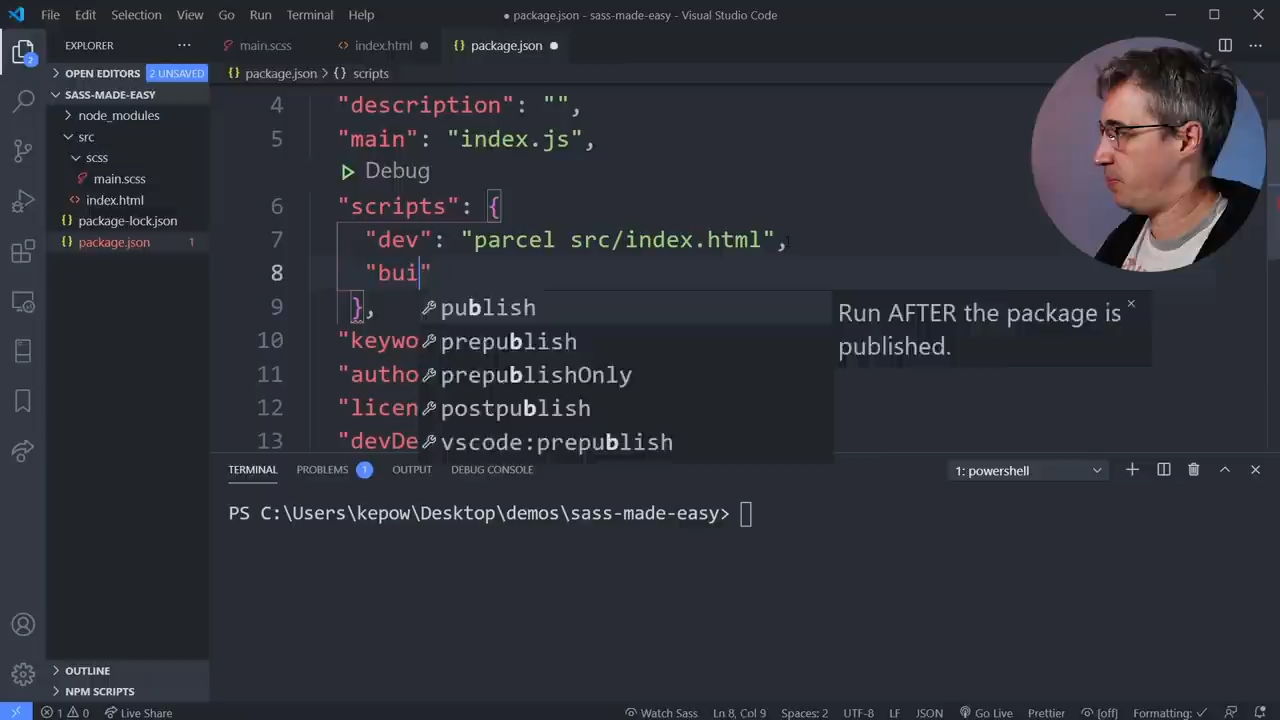 File Edit Selection View Go Run Terminal Help
● package.json - sass-made-easy - Visual Studio Code
EXPLORER
main.scss
index.html
{} package.json
OPEN EDITORS 2 UNSAVED
{} package.json > {} scripts
SASS-MADE-EASY
node_modules
src
scss
main.scss
index.html
{} package-lock.json
{} package.json 1
2
4 "description": "",
5 "main": "index.js",
Debug
6 "scripts": {
7 "dev": "parcel src/index.html",
8 "bui"
9 },
publish
Run AFTER the package is
published.
10 "keywo
prepublish
11 "autho
prepublishOnly
12 "licen
postpublish
13 "devDe
vscode:prepublish
TERMINAL PROBLEMS 1 OUTPUT DEBUG CONSOLE
1: powershell
PS C:\Users\kepow\Desktop\demos\sass-made-easy>
OUTLINE
NPM SCRIPTS
1 0 Live Share
Watch Sass Ln 8, Col 9 Spaces: 2 UTF-8 LF JSON Go Live Prettier [off] Formatting: ✓